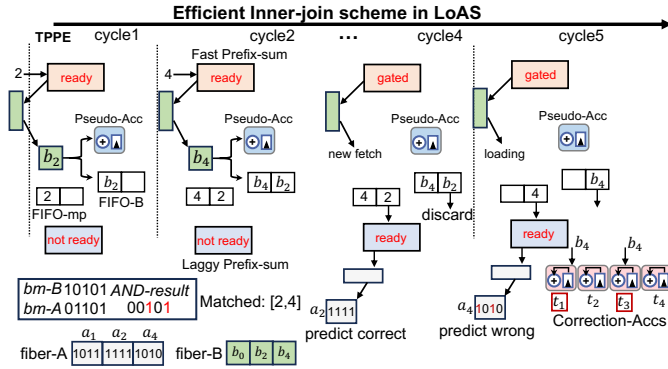 Efficient Inner-join scheme in LoAS
TPPE cycle1 cycle2 ... cycle4 cycle5
Fast Prefix-sum
2 ready 4 ready gated gated
Pseudo-Acc Pseudo-Acc Pseudo-Acc Pseudo-Acc
b2 b4 new fetch loading
b2 b4 b2 b4 b2 b4
2 4 2 4 2 4
FIFO-mp FIFO-B discard
not ready not ready ready ready
Laggy Prefix-sum
b4 b4
bm-B 10101 AND-result
bm-A 01101 00101
Matched: [2,4]
a2 1111 a4 1010 t1 t2 t3 t4
predict correct predict wrong Correction-Accs
a1 a2 a4
fiber-A 1011 1111 1010 fiber-B b0 b2 b4